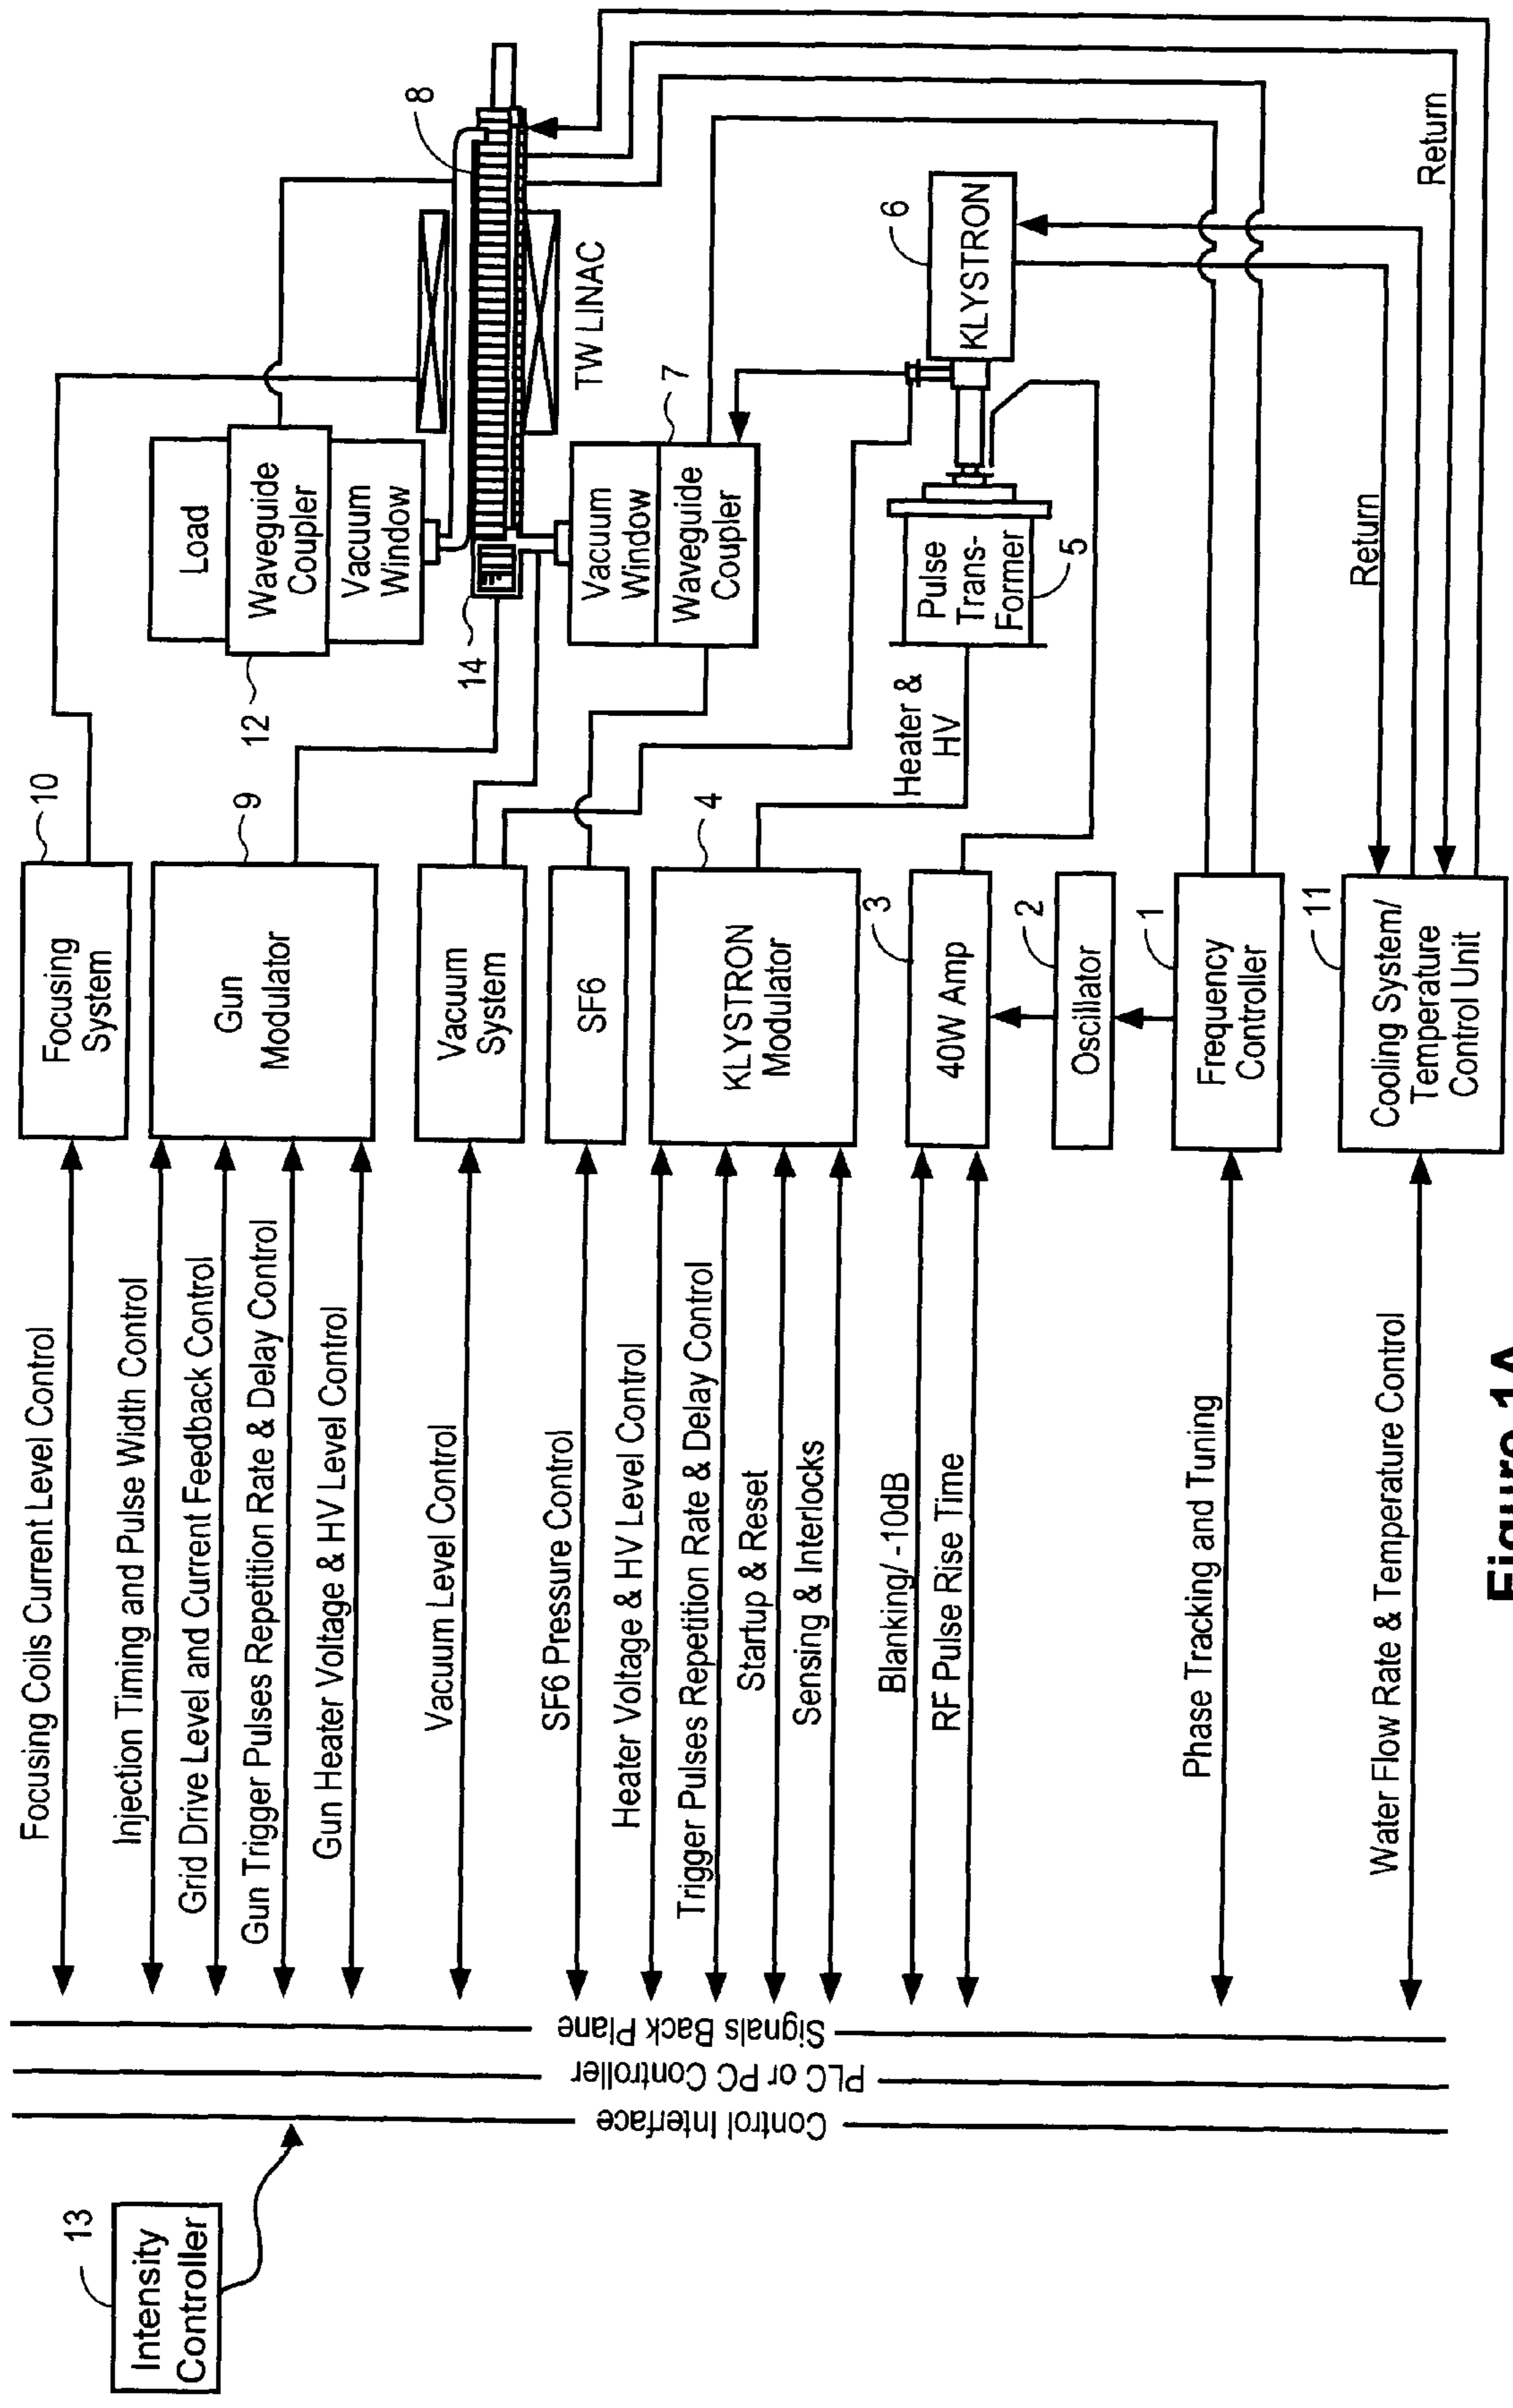 13
Intensity
Controller
Control Interface
PLC or PC Controller
Signals Back Plane
Focusing Coils Current Level Control
Injection Timing and Pulse Width Control
Grid Drive Level and Current Feedback Control
Gun Trigger Pulses Repetition Rate & Delay Control
Gun Heater Voltage & HV Level Control
Vacuum Level Control
SF6 Pressure Control
Heater Voltage & HV Level Control
Trigger Pulses Repetition Rate & Delay Control
Startup & Reset
Sensing & Interlocks
Blanking/ -10dB
RF Pulse Rise Time
Phase Tracking and Tuning
Water Flow Rate & Temperature Control
10
Focusing
System
9
Gun
Modulator
Vacuum
System
SF6
4
KLYSTRON
Modulator
3
40W Amp
2
Oscillator
1
Frequency
Controller
11
Cooling System/
Temperature
Control Unit
12
Load
Waveguide
Coupler
Vacuum
Window
14
8
TW LINAC
7
Vacuum
Window
Waveguide
Coupler
Heater &
HV
Pulse
Trans-
Former
5
6
KLYSTRON
Return
Return
Figure 1A